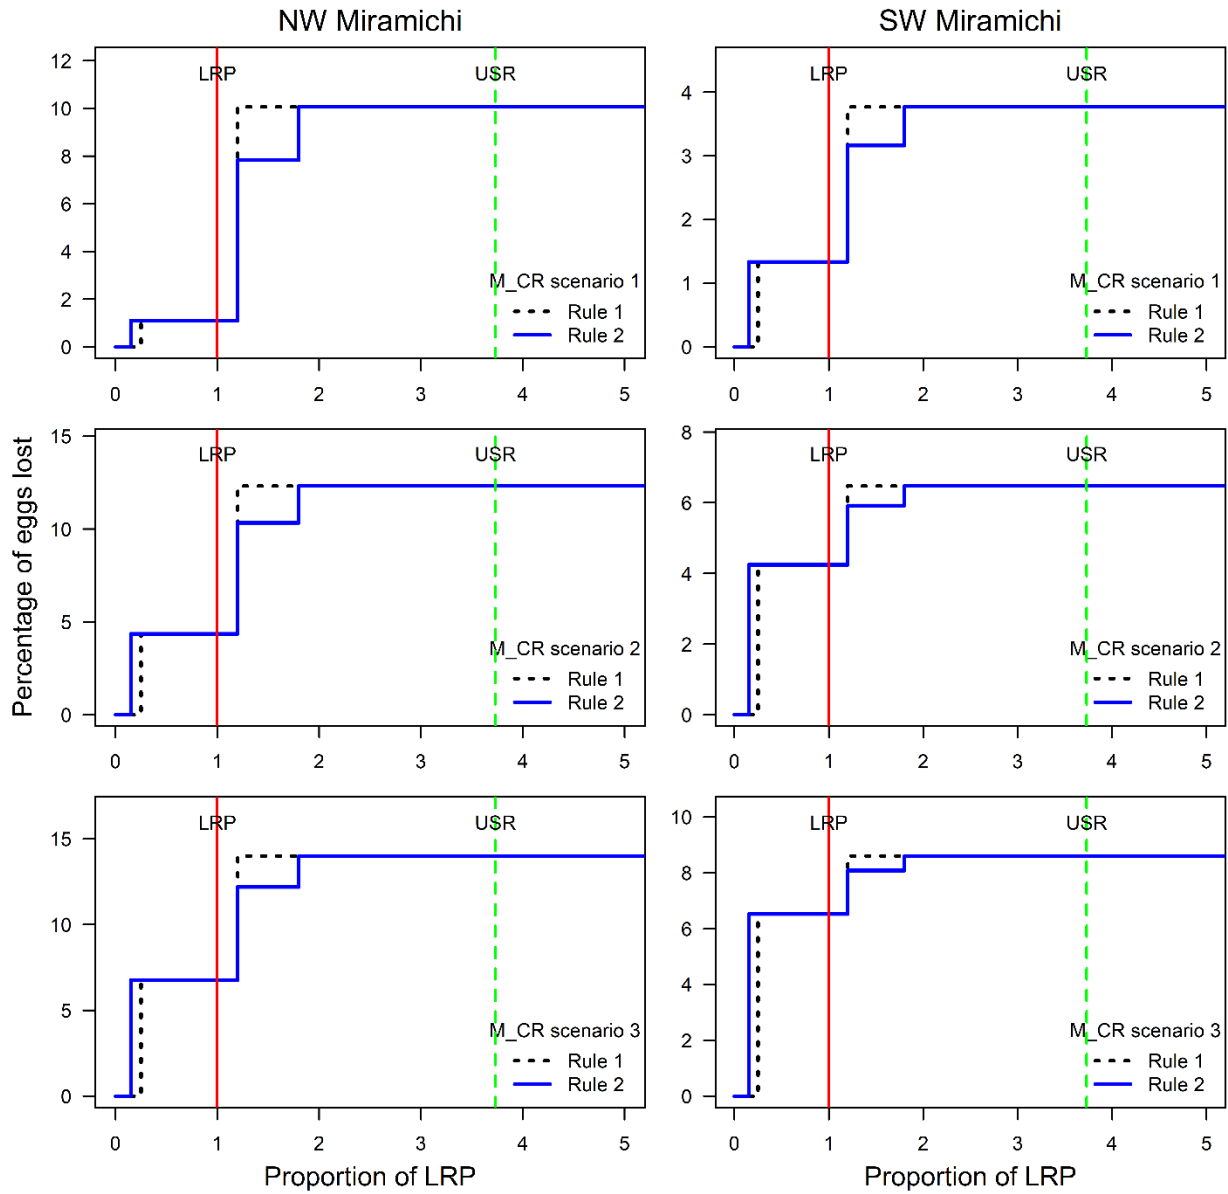 NW Miramichi
SW Miramichi
Percentage of eggs lost
12
10
8
6
4
2
0
LRP
USR
M_CR scenario 1
Rule 1
Rule 2
0 1 2 3 4 5
4
3
2
1
0
LRP
USR
M_CR scenario 1
Rule 1
Rule 2
0 1 2 3 4 5
15
10
5
0
LRP
USR
M_CR scenario 2
Rule 1
Rule 2
0 1 2 3 4 5
8
6
4
2
0
LRP
USR
M_CR scenario 2
Rule 1
Rule 2
0 1 2 3 4 5
15
10
5
0
LRP
USR
M_CR scenario 3
Rule 1
Rule 2
0 1 2 3 4 5
Proportion of LRP
10
8
6
4
2
0
LRP
USR
M_CR scenario 3
Rule 1
Rule 2
0 1 2 3 4 5
Proportion of LRP